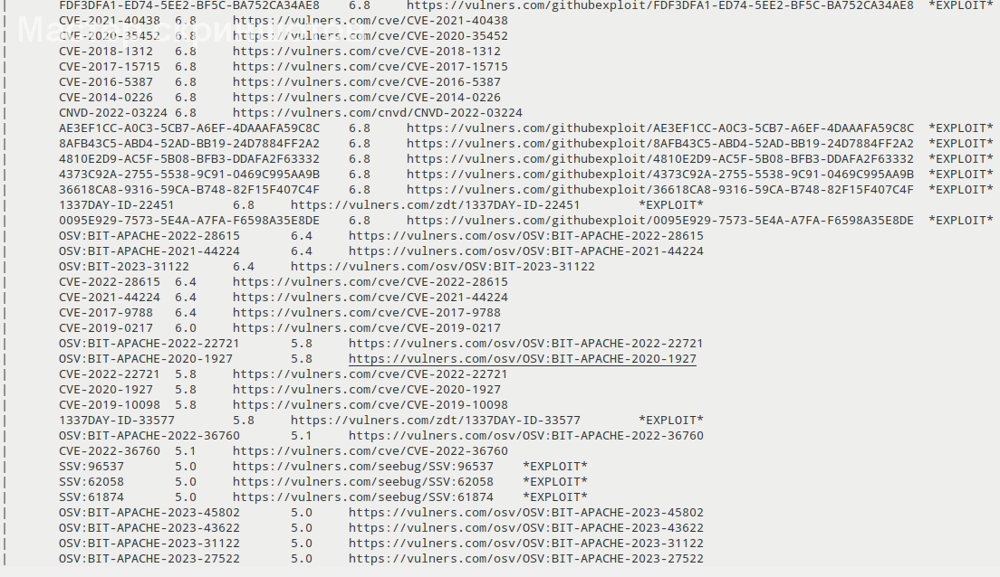 | FDF3DFA1-ED74-5EE2-BF5C-BA752CA34AE8 6.8 https://vulners.com/githubexploit/FDF3DFA1-ED74-5EE2-BF5C-BA752CA34AE8 *EXPLOIT*
| CVE-2021-40438 6.8 https://vulners.com/cve/CVE-2021-40438
| CVE-2020-35452 6.8 https://vulners.com/cve/CVE-2020-35452
| CVE-2018-1312 6.8 https://vulners.com/cve/CVE-2018-1312
| CVE-2017-15715 6.8 https://vulners.com/cve/CVE-2017-15715
| CVE-2016-5387 6.8 https://vulners.com/cve/CVE-2016-5387
| CVE-2014-0226 6.8 https://vulners.com/cve/CVE-2014-0226
| CNVD-2022-03224 6.8 https://vulners.com/cnvd/CNVD-2022-03224
| AE3EF1CC-A0C3-5CB7-A6EF-4DAAAFA59C8C 6.8 https://vulners.com/githubexploit/AE3EF1CC-A0C3-5CB7-A6EF-4DAAAFA59C8C *EXPLOIT*
| 8AFB43C5-ABD4-52AD-BB19-24D7884FF2A2 6.8 https://vulners.com/githubexploit/8AFB43C5-ABD4-52AD-BB19-24D7884FF2A2 *EXPLOIT*
| 4810E2D9-AC5F-5B08-BFB3-DDAFA2F63332 6.8 https://vulners.com/githubexploit/4810E2D9-AC5F-5B08-BFB3-DDAFA2F63332 *EXPLOIT*
| 4373C92A-2755-5538-9C91-0469C995AA9B 6.8 https://vulners.com/githubexploit/4373C92A-2755-5538-9C91-0469C995AA9B *EXPLOIT*
| 36618CA8-9316-59CA-B748-82F15F407C4F 6.8 https://vulners.com/githubexploit/36618CA8-9316-59CA-B748-82F15F407C4F *EXPLOIT*
| 1337DAY-ID-22451 6.8 https://vulners.com/zdt/1337DAY-ID-22451 *EXPLOIT*
| 0095E929-7573-5E4A-A7FA-F6598A35E8DE 6.8 https://vulners.com/githubexploit/0095E929-7573-5E4A-A7FA-F6598A35E8DE *EXPLOIT*
| OSV:BIT-APACHE-2022-28615 6.4 https://vulners.com/osv/OSV:BIT-APACHE-2022-28615
| OSV:BIT-APACHE-2021-44224 6.4 https://vulners.com/osv/OSV:BIT-APACHE-2021-44224
| OSV:BIT-2023-31122 6.4 https://vulners.com/osv/OSV:BIT-2023-31122
| CVE-2022-28615 6.4 https://vulners.com/cve/CVE-2022-28615
| CVE-2021-44224 6.4 https://vulners.com/cve/CVE-2021-44224
| CVE-2017-9788 6.4 https://vulners.com/cve/CVE-2017-9788
| CVE-2019-0217 6.0 https://vulners.com/cve/CVE-2019-0217
| OSV:BIT-APACHE-2022-22721 5.8 https://vulners.com/osv/OSV:BIT-APACHE-2022-22721
| OSV:BIT-APACHE-2020-1927 5.8 https://vulners.com/osv/OSV:BIT-APACHE-2020-1927
| CVE-2022-22721 5.8 https://vulners.com/cve/CVE-2022-22721
| CVE-2020-1927 5.8 https://vulners.com/cve/CVE-2020-1927
| CVE-2019-10098 5.8 https://vulners.com/cve/CVE-2019-10098
| 1337DAY-ID-33577 5.8 https://vulners.com/zdt/1337DAY-ID-33577 *EXPLOIT*
| OSV:BIT-APACHE-2022-36760 5.1 https://vulners.com/osv/OSV:BIT-APACHE-2022-36760
| CVE-2022-36760 5.1 https://vulners.com/cve/CVE-2022-36760
| SSV:96537 5.0 https://vulners.com/seebug/SSV:96537 *EXPLOIT*
| SSV:62058 5.0 https://vulners.com/seebug/SSV:62058 *EXPLOIT*
| SSV:61874 5.0 https://vulners.com/seebug/SSV:61874 *EXPLOIT*
| OSV:BIT-APACHE-2023-45802 5.0 https://vulners.com/osv/OSV:BIT-APACHE-2023-45802
| OSV:BIT-APACHE-2023-43622 5.0 https://vulners.com/osv/OSV:BIT-APACHE-2023-43622
| OSV:BIT-APACHE-2023-31122 5.0 https://vulners.com/osv/OSV:BIT-APACHE-2023-31122
| OSV:BIT-APACHE-2023-27522 5.0 https://vulners.com/osv/OSV:BIT-APACHE-2023-27522